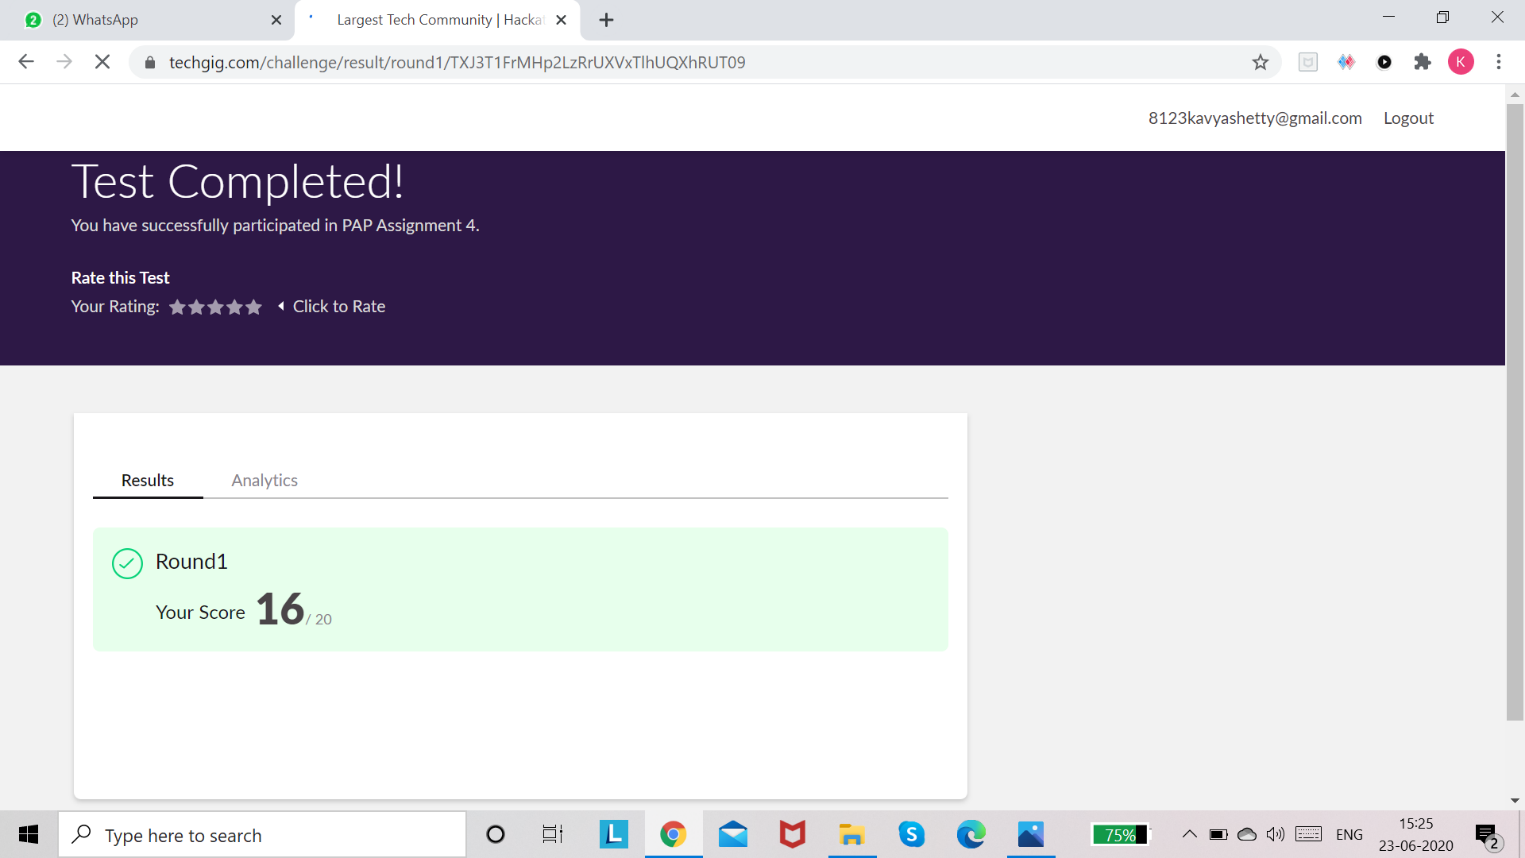 (2) WhatsApp
Largest Tech Community | Hacka
techgig.com/challenge/result/round1/TXJ3T1FrMHp2LzRrUXVxTlhUQXhRUT09
K
8123kavyashetty@gmail.com Logout
Test Completed!
You have successfully participated in PAP Assignment 4.
Rate this Test
Your Rating: Click to Rate
Results Analytics
Round1
Your Score 16 / 20
Type here to search
L
S
75%
ENG
15:25
23-06-2020
2